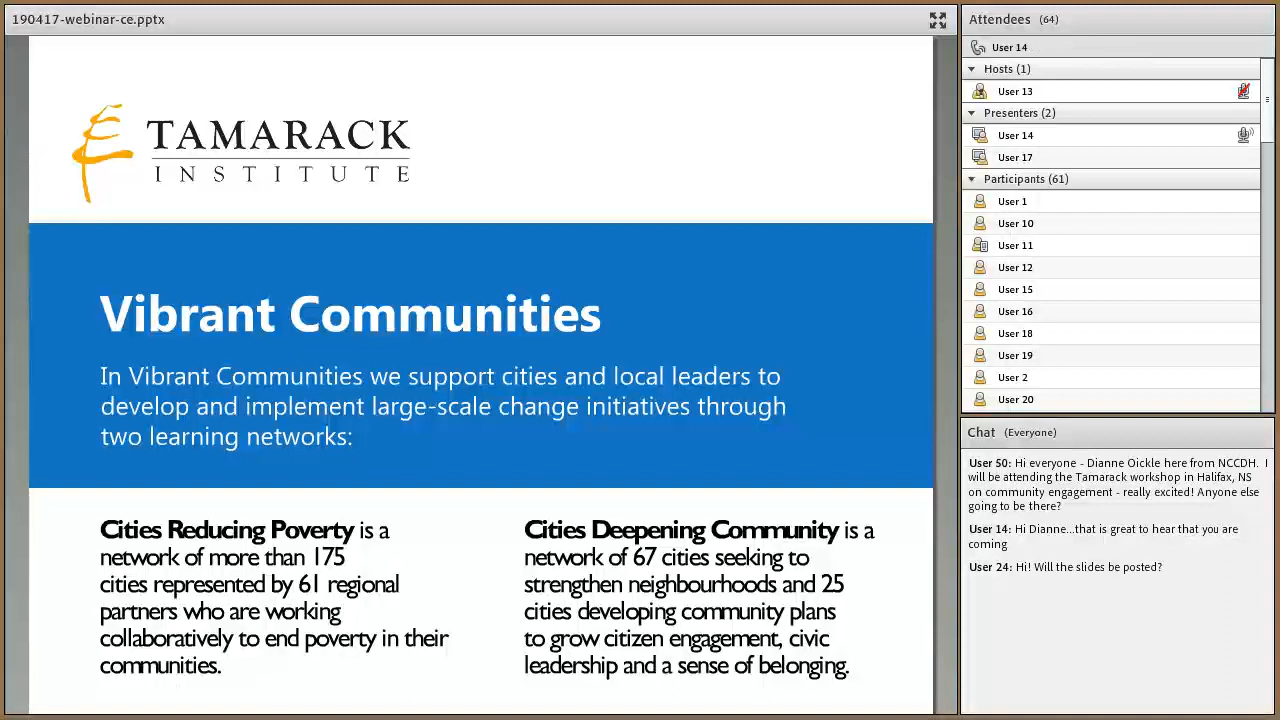 190417-webinar-ce.pptx
TAMARACK
INSTITUTE
Vibrant Communities
In Vibrant Communities we support cities and local leaders to
develop and implement large-scale change initiatives through
two learning networks:
Cities Reducing Poverty is a
network of more than 175
cities represented by 61 regional
partners who are working
collaboratively to end poverty in their
communities.
Cities Deepening Community is a
network of 67 cities seeking to
strengthen neighbourhoods and 25
cities developing community plans
to grow citizen engagement, civic
leadership and a sense of belonging.
Attendees (64)
User 14
Hosts (1)
User 13
Presenters (2)
User 14
User 17
Participants (61)
User 1
User 10
User 11
User 12
User 15
User 16
User 18
User 19
User 2
User 20
Chat (Everyone)
User 50: Hi everyone - Dianne Oickle here from NCCDH. I
will be attending the Tamarack workshop in Halifax, NS
on community engagement - really excited! Anyone else
going to be there?
User 14: Hi Dianne...that is great to hear that you are
coming
User 24: Hi! Will the slides be posted?